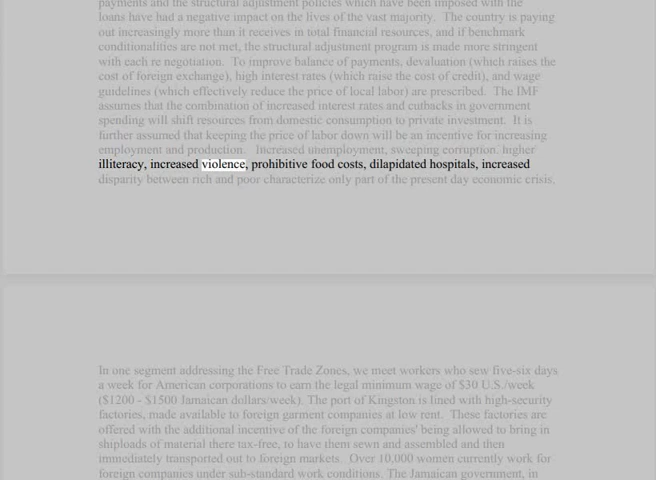 payments and the structural adjustment policies which have been imposed with the
loans have had a negative impact on the lives of the vast majority. The country is paying
out increasingly more than it receives in total financial resources, and if benchmark
conditionalities are not met, the structural adjustment program is made more stringent
with each re negotiation. To improve balance of payments, devaluation (which raises the
cost of foreign exchange), high interest rates (which raise the cost of credit), and wage
guidelines (which effectively reduce the price of local labor) are prescribed. The IMF
assumes that the combination of increased interest rates and cutbacks in government
spending will shift resources from domestic consumption to private investment. It is
further assumed that keeping the price of labor down will be an incentive for increasing
employment and production. Increased unemployment, sweeping corruption, higher
illiteracy, increased violence, prohibitive food costs, dilapidated hospitals, increased
disparity between rich and poor characterize only part of the present day economic crisis.
In one segment addressing the Free Trade Zones, we meet workers who sew five-six days
a week for American corporations to earn the legal minimum wage of $30 U.S./week
($1200 - $1500 Jamaican dollars/week). The port of Kingston is lined with high-security
factories, made available to foreign garment companies at low rent. These factories are
offered with the additional incentive of the foreign companies' being allowed to bring in
shiploads of material there tax-free, to have them sewn and assembled and then
immediately transported out to foreign markets. Over 10,000 women currently work for
foreign companies under sub-standard work conditions. The Jamaican government, in